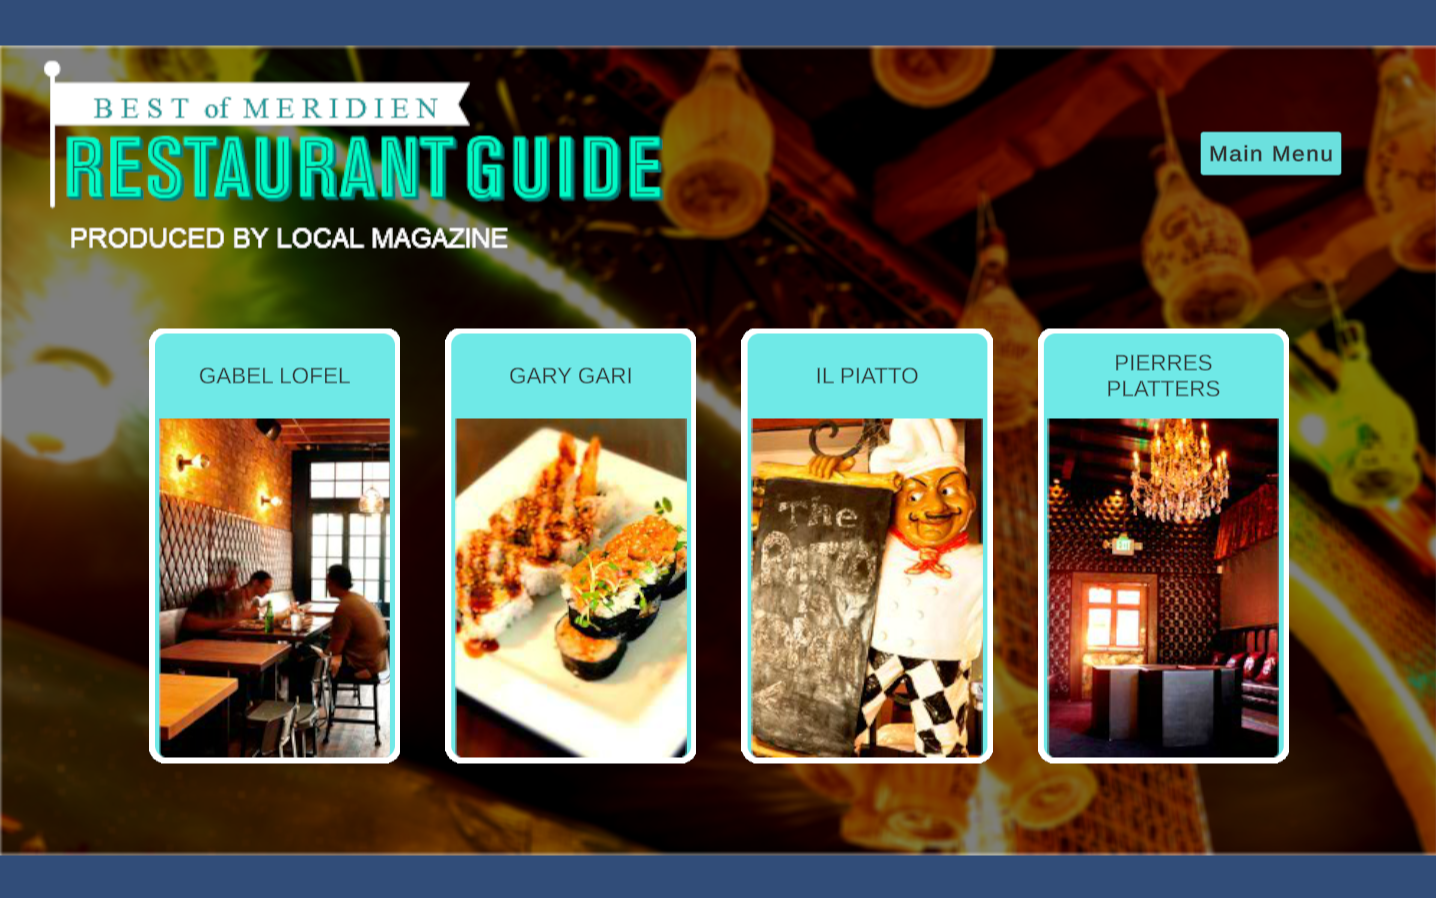 BEST of MERIDIEN
RESTAURANT GUIDE
PRODUCED BY LOCAL MAGAZINE
Main Menu
GABEL LOFEL
GARY GARI
IL PIATTO
PIERRES
PLATTERS
The
EXIT